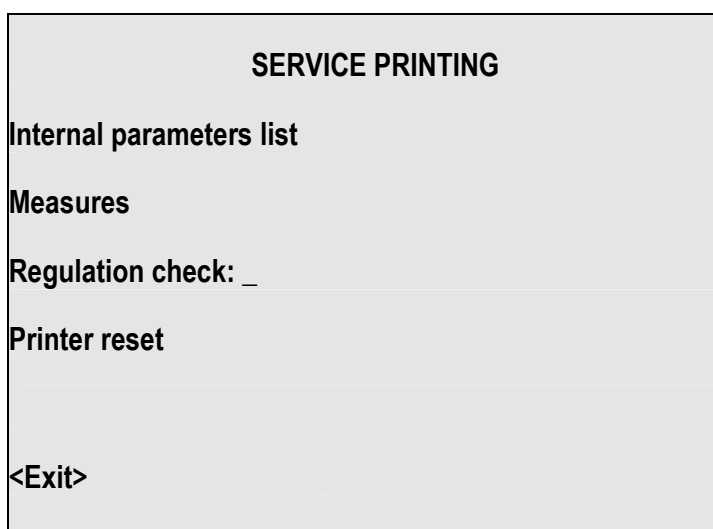 SERVICE PRINTING
Internal parameters list
Measures
Regulation check: _
Printer reset
<Exit>